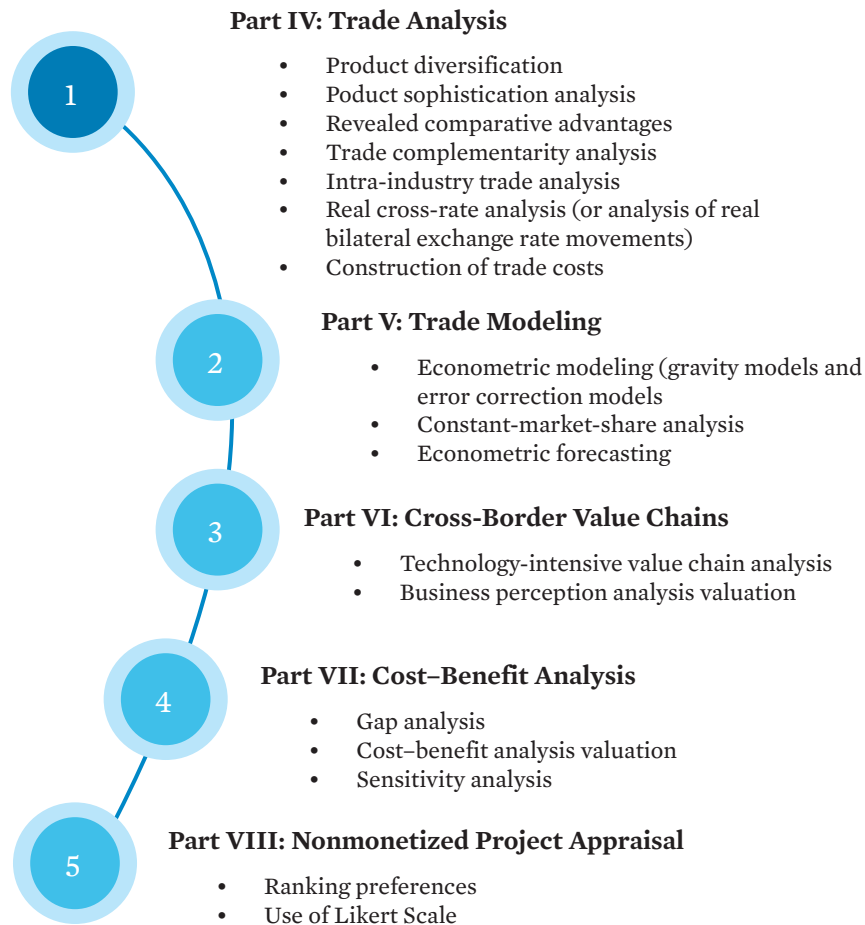 Part IV: Trade Analysis
1
• Product diversification
• Poduct sophistication analysis
• Revealed comparative advantages
• Trade complementarity analysis
• Intra-industry trade analysis
• Real cross-rate analysis (or analysis of real
bilateral exchange rate movements)
• Construction of trade costs
Part V: Trade Modeling
2
• Econometric modeling (gravity models and
error correction models
• Constant-market-share analysis
• Econometric forecasting
Part VI: Cross-Border Value Chains
3
• Technology-intensive value chain analysis
• Business perception analysis valuation
Part VII: Cost–Benefit Analysis
4
• Gap analysis
• Cost–benefit analysis valuation
• Sensitivity analysis
Part VIII: Nonmonetized Project Appraisal
5
• Ranking preferences
• Use of Likert Scale